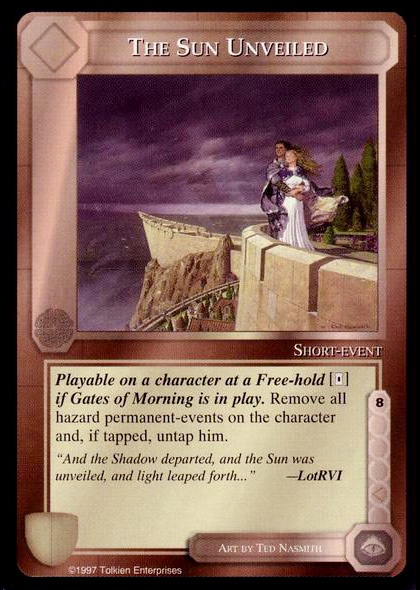 The Sun Unveiled
Short-event
Playable on a character at a Free-hold [•]
if Gates of Morning is in play. Remove all
hazard permanent-events on the character
and, if tapped, untap him.
8
"And the Shadow departed, and the Sun was
unveiled, and light leaped forth..." —LotRVI
Art by Ted Nasmith
©1997 Tolkien Enterprises